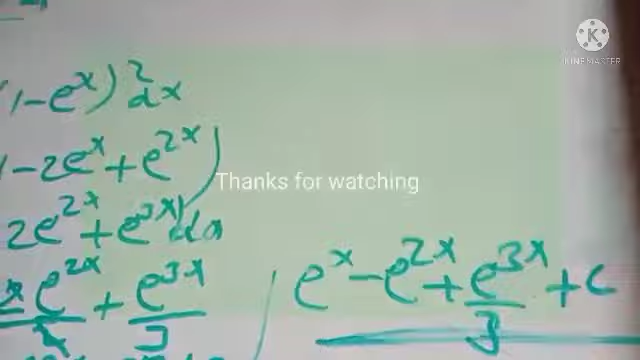 K
KINEMASTER
1-e^x)^2 dx
1-2e^x+e^{2x})
2e^{2x}+e^{3x})dx
e^{2x}/2 + e^{3x}/3
Thanks for watching
e^x-e^{2x}+e^{3x}/3+c